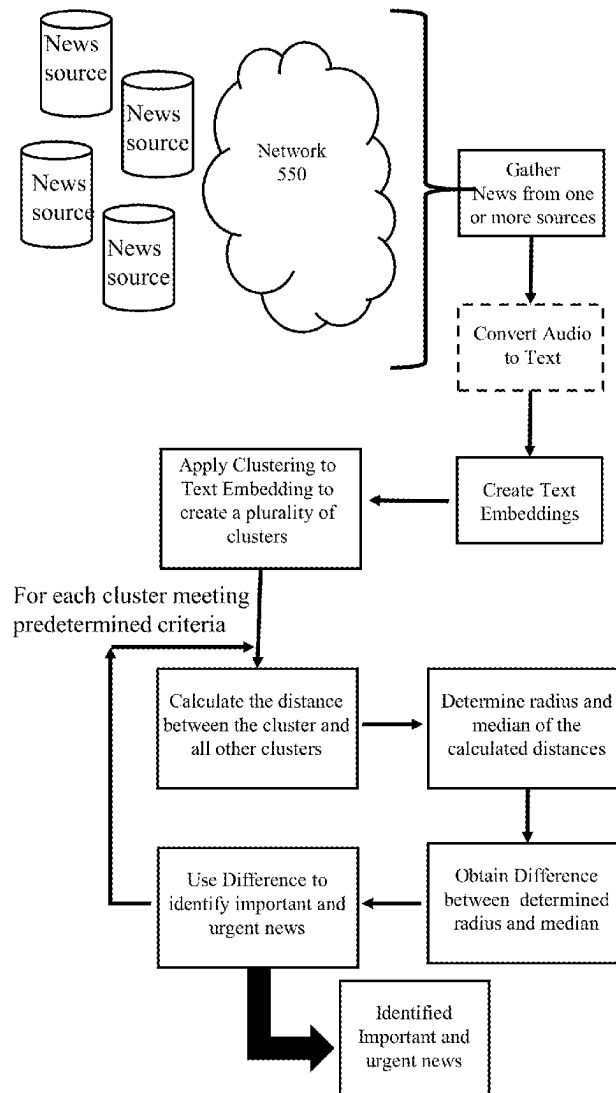 News
source
News
source
News
source
News
source
Network
550
Gather
News from one
or more sources
Convert Audio
to Text
Create Text
Embeddings
Apply Clustering to
Text Embedding to
create a plurality of
clusters
For each cluster meeting
predetermined criteria
Calculate the distance
between the cluster and
all other clusters
Determine radius and
median of the
calculated distances
Obtain Difference
between determined
radius and median
Use Difference to
identify important and
urgent news
Identified
Important and
urgent news